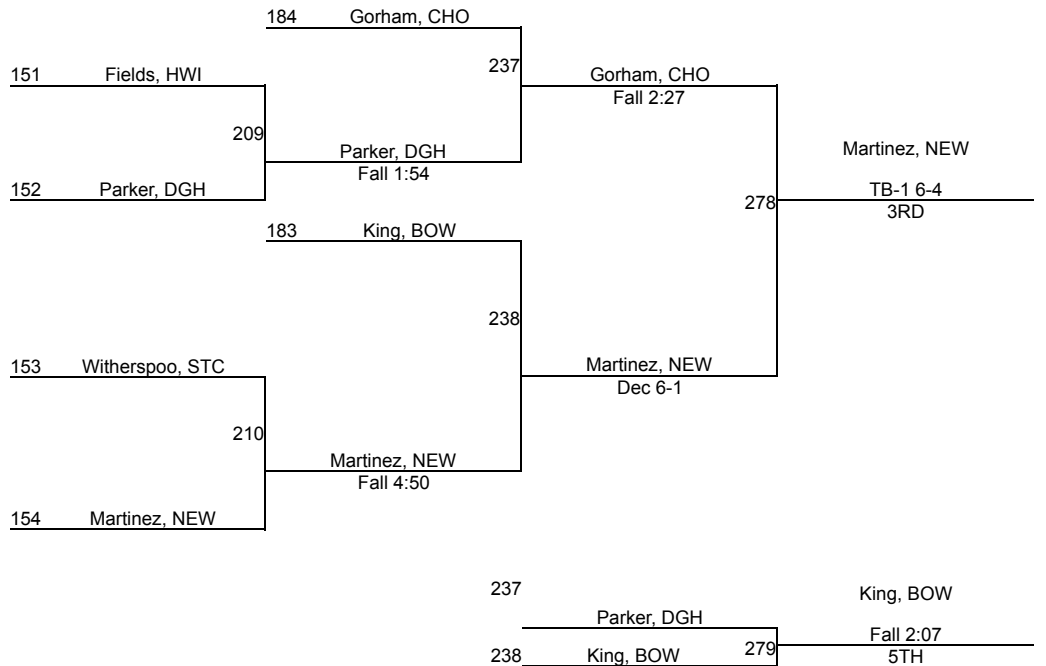 184 Gorham, CHO
237
151 Fields, HWI
Gorham, CHO
Fall 2:27
209
Parker, DGH
Fall 1:54
Martinez, NEW
152 Parker, DGH
TB-1 6-4
278
3RD
183 King, BOW
238
153 Witherspoo, STC
Martinez, NEW
Dec 6-1
210
Martinez, NEW
Fall 4:50
154 Martinez, NEW
237
King, BOW
Parker, DGH
Fall 2:07
279
238 King, BOW
5TH